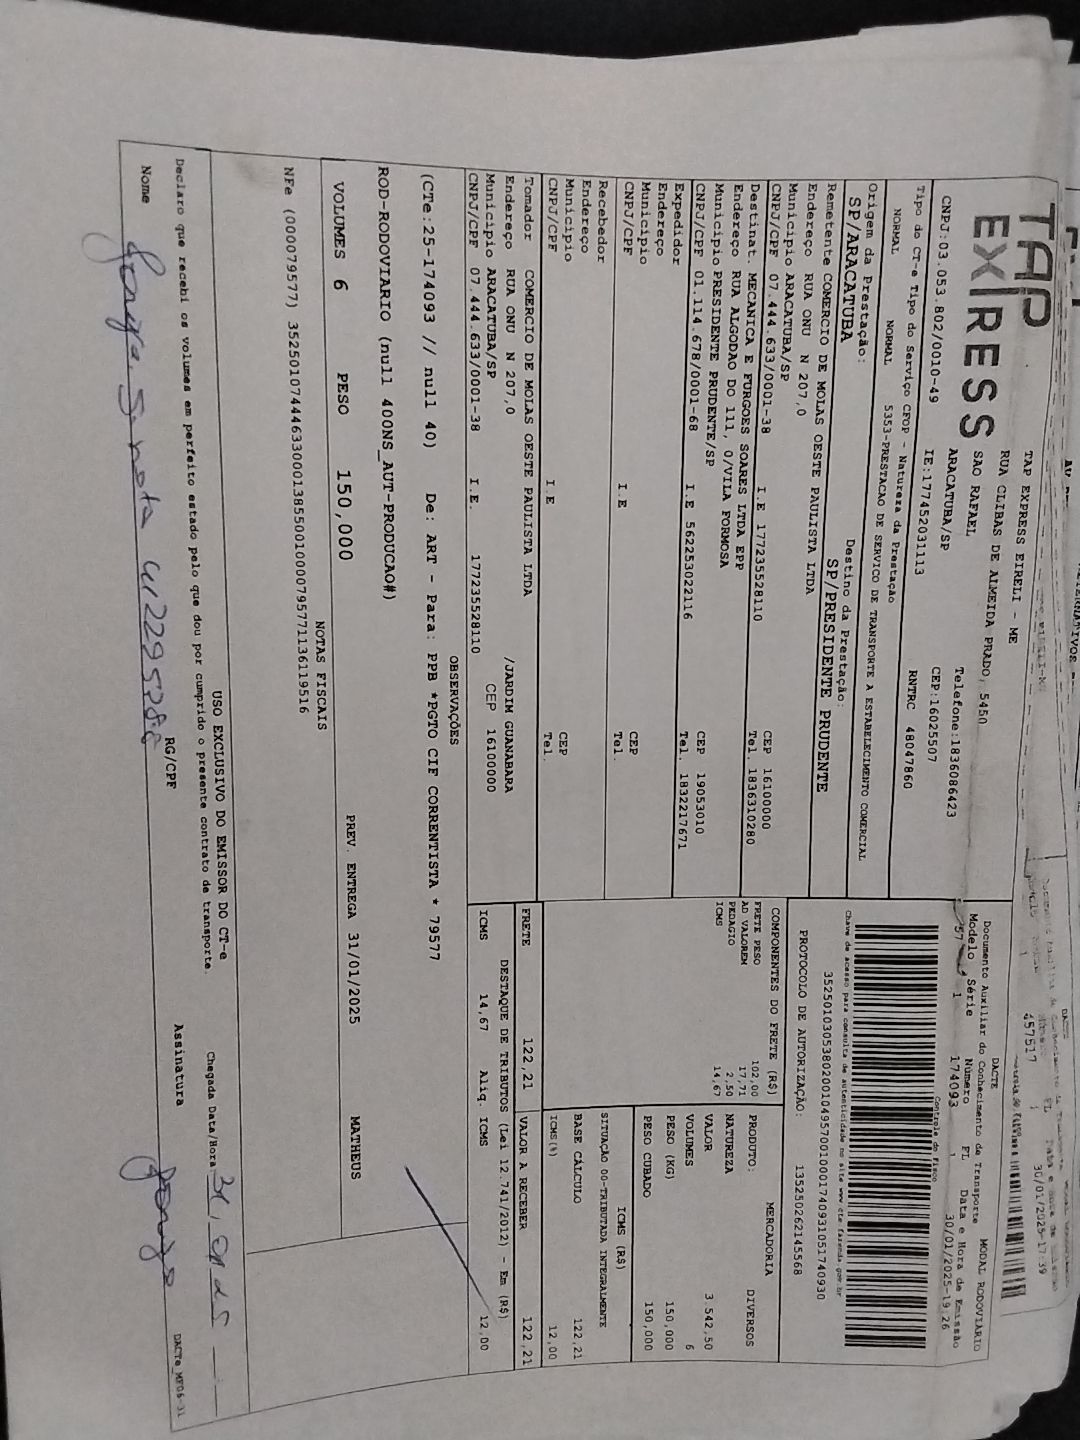 TAP EXPRESS
TAP EXPRESS EIRELI - ME
RUA CLIBAS DE ALMEIDA PRADO, 5450
SAO RAFAEL
ARACATUBA/SP
Telefone:1836086423
CEP:16025507
CNPJ:03.053.802/0010-49 IE:177452031113 RNTRC 48047860
DACTE MODAL RODOVIÁRIO
Documento Auxiliar do Conhecimento de Transporte
Modelo Série Número FL Data e Hora de Emissão
57 1 174093 1 30/01/2025-19:26
Controle do Fisco
Chave de acesso para consulta de autenticidade no site www.cte.fazenda.gov.br
35250103053802001049570010001740931051740930
PROTOCOLO DE AUTORIZAÇÃO: 135250262145568
Tipo do CT-e Tipo do Serviço CFOP - Natureza da Prestação
NORMAL NORMAL 5353-PRESTACAO DE SERVICO DE TRANSPORTE A ESTABELECIMENTO COMERCIAL
Origem da Prestação: Destino da Prestação:
SP/ARACATUBA SP/PRESIDENTE PRUDENTE
Remetente COMERCIO DE MOLAS OESTE PAULISTA LTDA
Endereço RUA ONU N 207,0
Município ARACATUBA/SP CEP 16100000
CNPJ/CPF 07.444.633/0001-38 I.E 177235528110 Tel. 1836310280
Destinat. MECANICA E FURGOES SOARES LTDA EPP
Endereço RUA ALGODAO DO 111, 0/VILA FORMOSA
Município PRESIDENTE PRUDENTE/SP CEP 19053010
CNPJ/CPF 01.114.678/0001-68 I.E 562253022116 Tel. 1832217671
Expedidor
Endereço
Município CEP
CNPJ/CPF I.E Tel.
Recebedor
Endereço
Município CEP
CNPJ/CPF I.E Tel.
Tomador COMERCIO DE MOLAS OESTE PAULISTA LTDA
Endereço RUA ONU N 207,0 /JARDIM GUANABARA
Município ARACATUBA/SP CEP 16100000
CNPJ/CPF 07.444.633/0001-38 I.E. 177235528110
COMPONENTES DO FRETE (R$)
FRETE PESO 102,00
AD VALOREM 17,71
PEDAGIO 2,50
ICMS 14,67
MERCADORIA
PRODUTO: DIVERSOS
NATUREZA
VALOR 3.542,50
VOLUMES 6
PESO (KG) 150,000
PESO CUBADO 150,000
ICMS (R$)
SITUAÇÃO 00-TRIBUTADA INTEGRALMENTE
BASE CÁLCULO 122,21
ICMS(%) 12,00
FRETE 122,21 VALOR A RECEBER 122,21
DESTAQUE DE TRIBUTOS (Lei 12.741/2012) - Em (R$)
ICMS 14,67 Aliq. ICMS 12,00
OBSERVAÇÕES
(CTe:25-174093 // null 40) De: ART - Para: PPB *PGTO CIF CORRENTISTA * 79577
ROD-RODOVIARIO (null 400NS_AUT-PRODUCAO#)
VOLUMES 6 PESO 150,000 PREV. ENTREGA 31/01/2025 MATHEUS
NOTAS FISCAIS
NFe (000079577) 35250107444633000138550010000795771136119516
USO EXCLUSIVO DO EMISSOR DO CT-e
Declaro que recebi os volumes em perfeito estado pelo que dou por cumprido o presente contrato de transporte.
Chegada Data/Hora
Nome RG/CPF Assinatura
DACTe_MF06-31
457517
30/01/2025-17:39